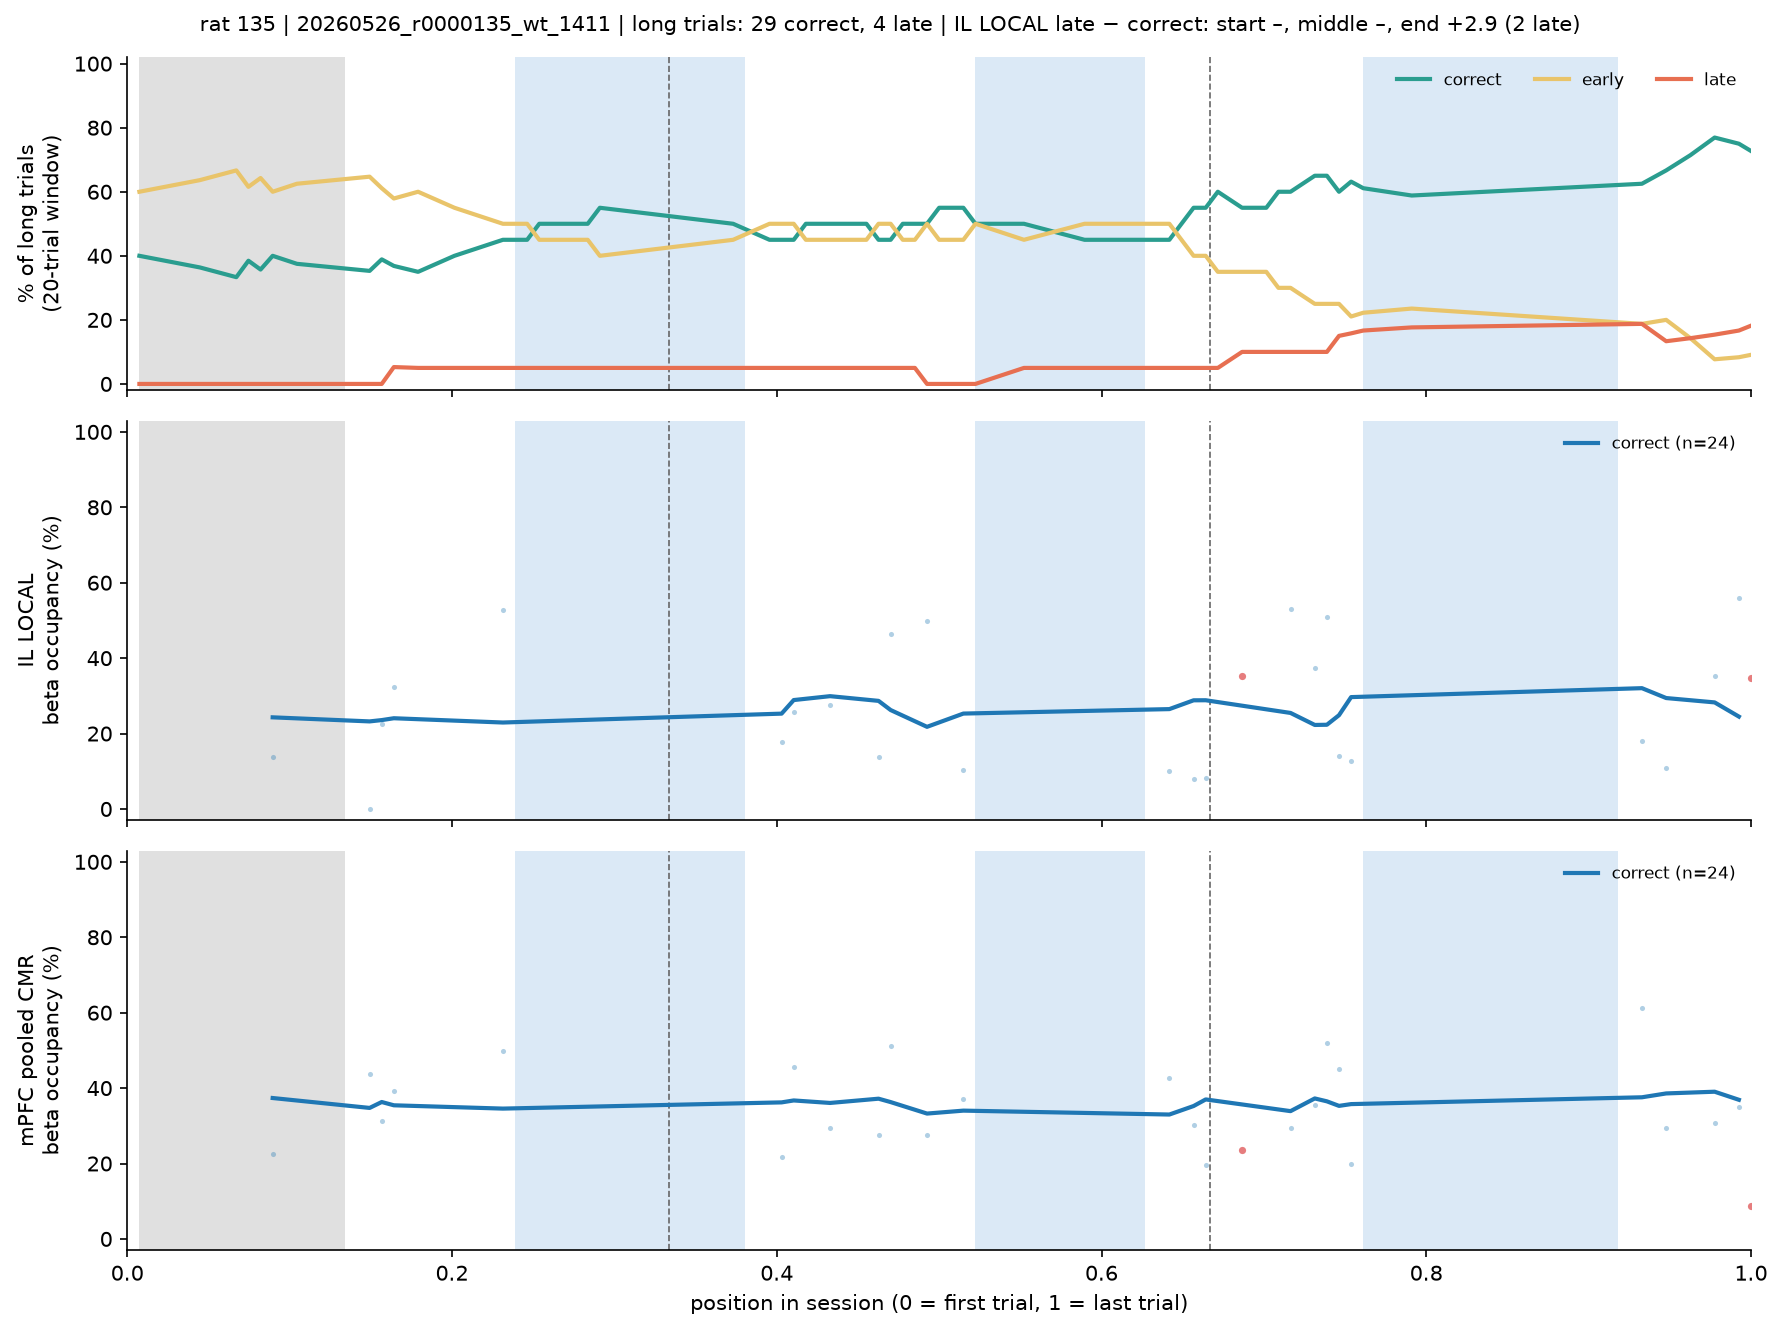 rat 135 | 20260526_r0000135_wt_1411 | long trials: 29 correct, 4 late | IL LOCAL late − correct: start –, middle –, end +2.9 (2 late)
100
80
60
40
20
0
% of long trials
(20-trial window)
correct
early
late
100
80
60
40
20
0
IL LOCAL
beta occupancy (%)
correct (n=24)
100
80
60
40
20
0
mPFC pooled CMR
beta occupancy (%)
correct (n=24)
0.0
0.2
0.4
0.6
0.8
1.0
position in session (0 = first trial, 1 = last trial)